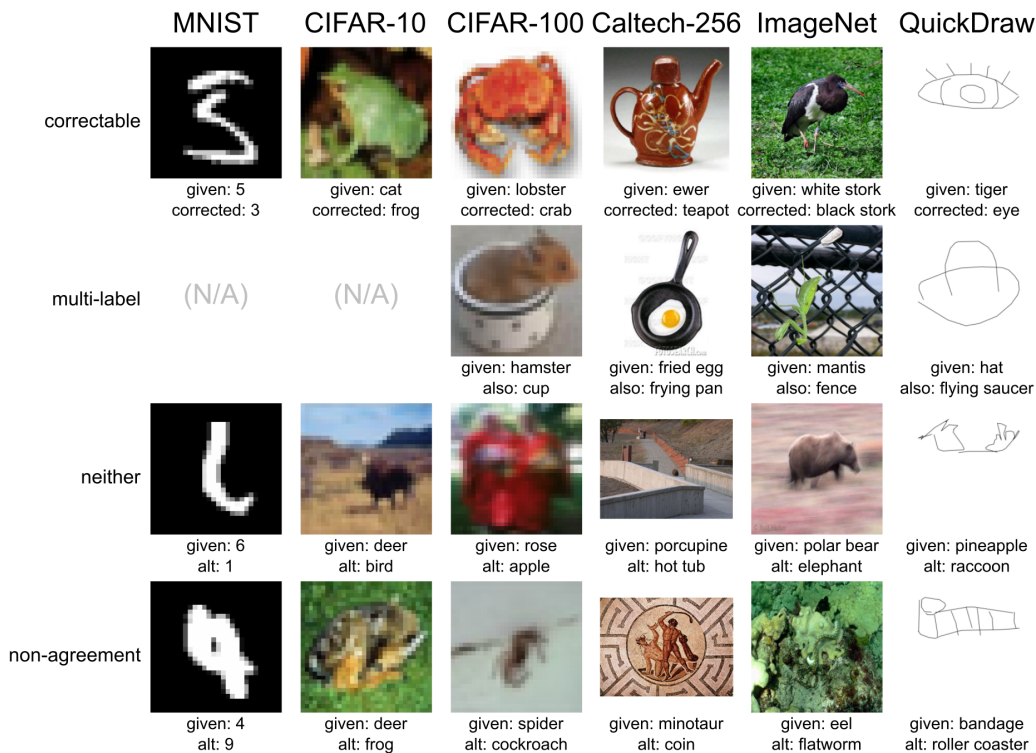 MNIST CIFAR-10 CIFAR-100 Caltech-256 ImageNet QuickDraw
correctable
given: 5 given: cat given: lobster given: ewer given: white stork given: tiger
corrected: 3 corrected: frog corrected: crab corrected: teapot corrected: black stork corrected: eye
multi-label (N/A) (N/A)
given: hamster given: fried egg given: mantis given: hat
also: cup also: frying pan also: fence also: flying saucer
neither
given: 6 given: deer given: rose given: porcupine given: polar bear given: pineapple
alt: 1 alt: bird alt: apple alt: hot tub alt: elephant alt: raccoon
non-agreement
given: 4 given: deer given: spider given: minotaur given: eel given: bandage
alt: 9 alt: frog alt: cockroach alt: coin alt: flatworm alt: roller coaster